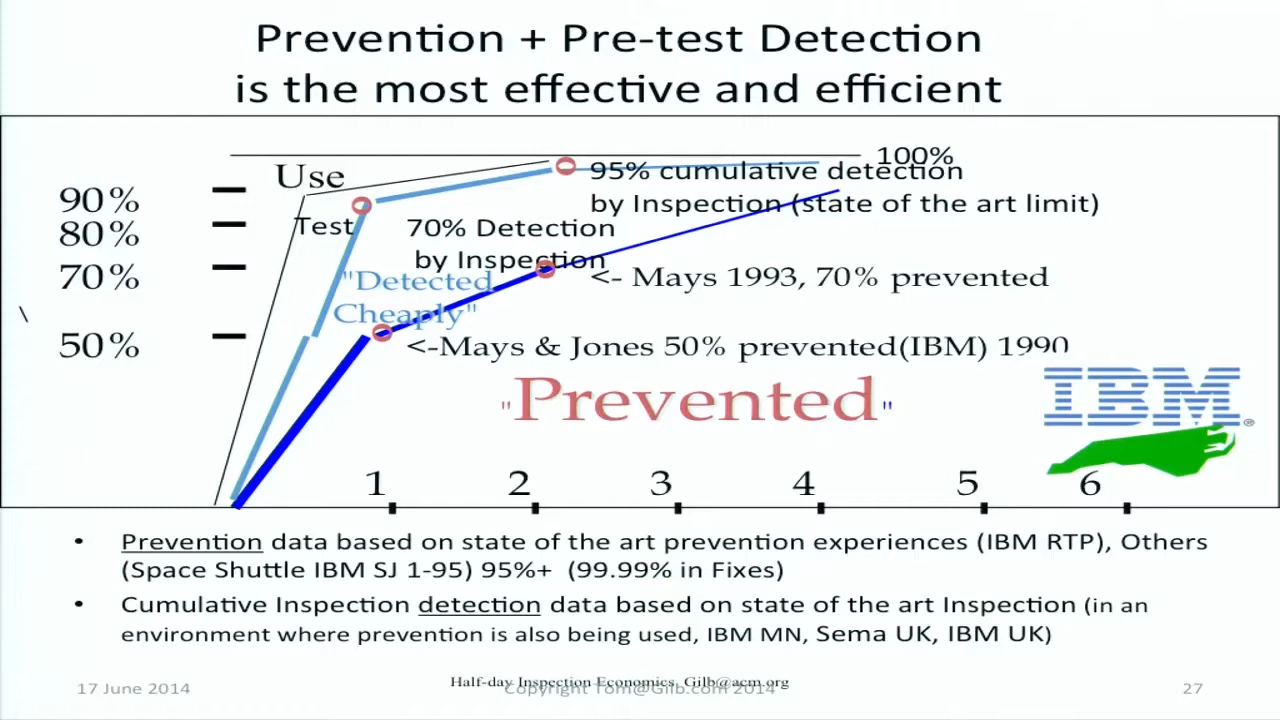 Prevention + Pre-test Detection
is the most effective and efficient
100%
Use
95% cumulative detection
90%
by Inspection (state of the art limit)
Test
70% Detection
80%
by Inspection
70%
<- Mays 1993, 70% prevented
"Detected
Cheaply"
\
50%
<-Mays & Jones 50% prevented(IBM) 1990
"Prevented"
IBM®
1 2 3 4 5 6
• Prevention data based on state of the art prevention experiences (IBM RTP), Others
(Space Shuttle IBM SJ 1-95) 95%+ (99.99% in Fixes)
• Cumulative Inspection detection data based on state of the art Inspection (in an
environment where prevention is also being used, IBM MN, Sema UK, IBM UK)
17 June 2014
Half-day Inspection Economics, Gilb@acm.org
Copyright Tom@Gilb.com 2014
27